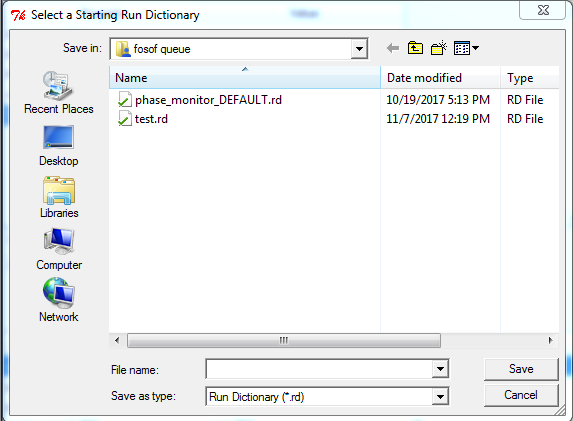 Select a Starting Run Dictionary
Save in: fosof queue
Name Date modified Type
phase_monitor_DEFAULT.rd 10/19/2017 5:13 PM RD File
test.rd 11/7/2017 12:19 PM RD File
Recent Places
Desktop
Libraries
Computer
Network
File name: Save
Save as type: Run Dictionary (*.rd) Cancel